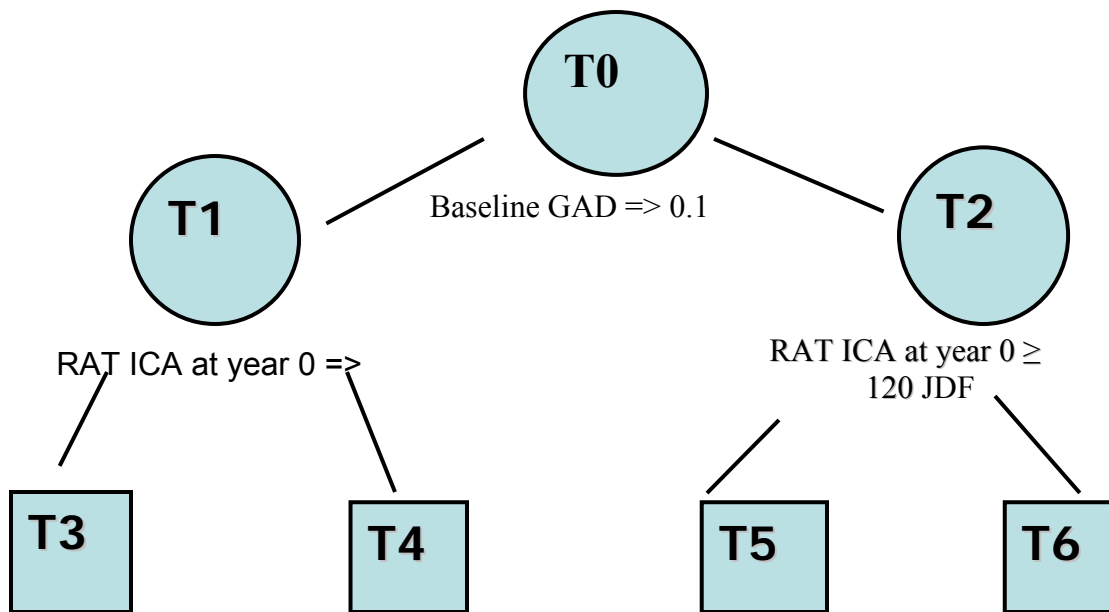 T0
Baseline GAD => 0.1
T1
T2
RAT ICA at year 0 =>
RAT ICA at year 0 ≥
120 JDF
T3
T4
T5
T6